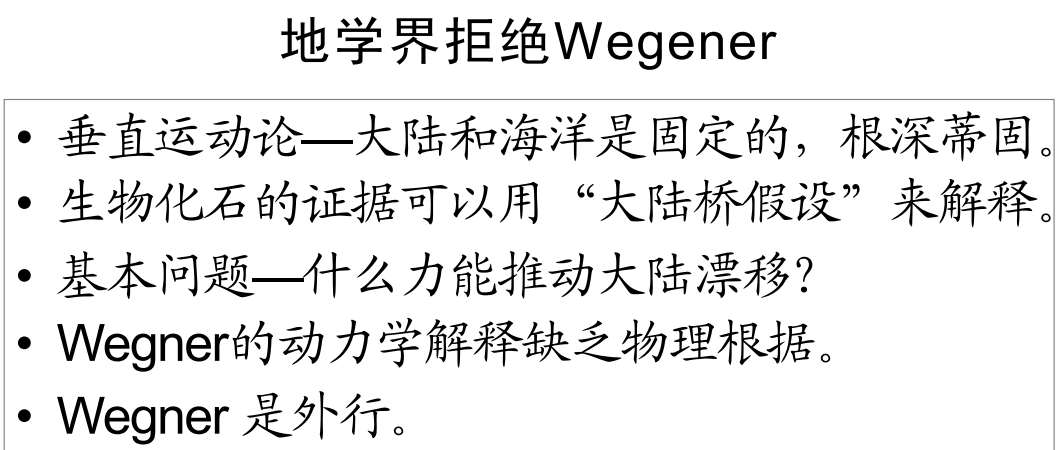 地学界拒绝Wegener
• 垂直运动论—大陆和海洋是固定的，根深蒂固。
• 生物化石的证据可以用“大陆桥假设”来解释。
• 基本问题—什么力能推动大陆漂移？
• Wegner的动力学解释缺乏物理根据。
• Wegner 是外行。